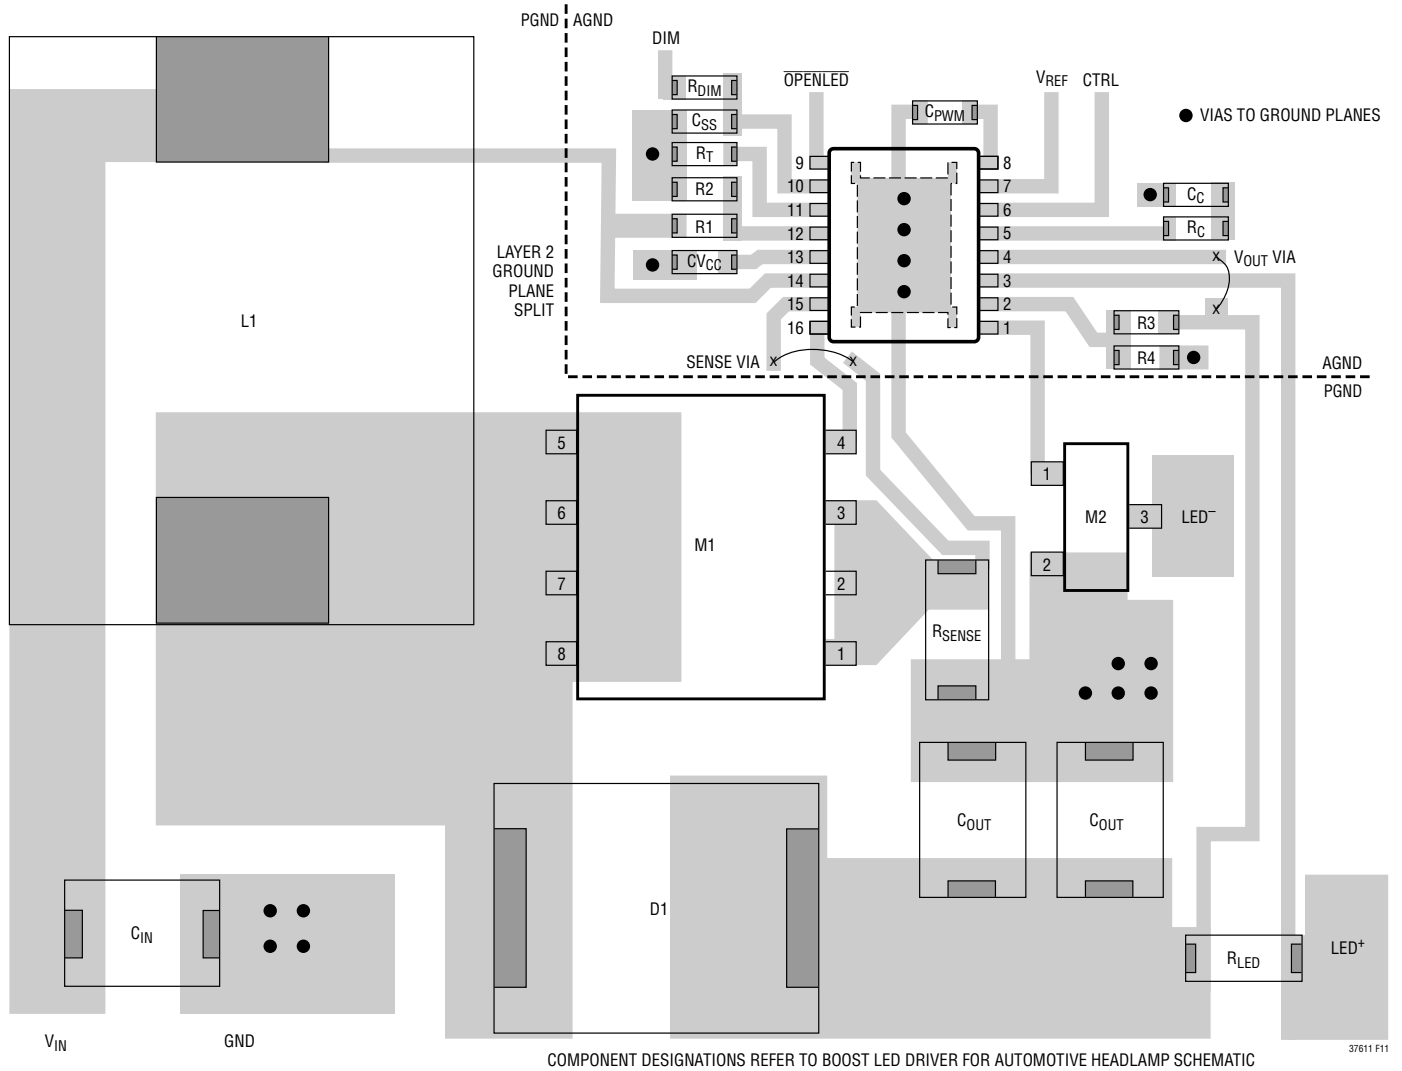 PGND AGND
DIM
RDIM
OPENLED
VREF CTRL
CPWM
VIAS TO GROUND PLANES
CSS
RT
R2
R1
CVCC
9
10
11
12
13
14
15
16
8
7
6
5
4
3
2
1
CC
RC
x
VOUT VIA
x
R3
R4
LAYER 2
GROUND
PLANE
SPLIT
L1
SENSE VIA x x
AGND
PGND
5
6
7
8
M1
4
3
2
1
1
2
M2
3
LED–
RSENSE
COUT
COUT
CIN
D1
RLED
LED+
VIN
GND
37611 F11
COMPONENT DESIGNATIONS REFER TO BOOST LED DRIVER FOR AUTOMOTIVE HEADLAMP SCHEMATIC